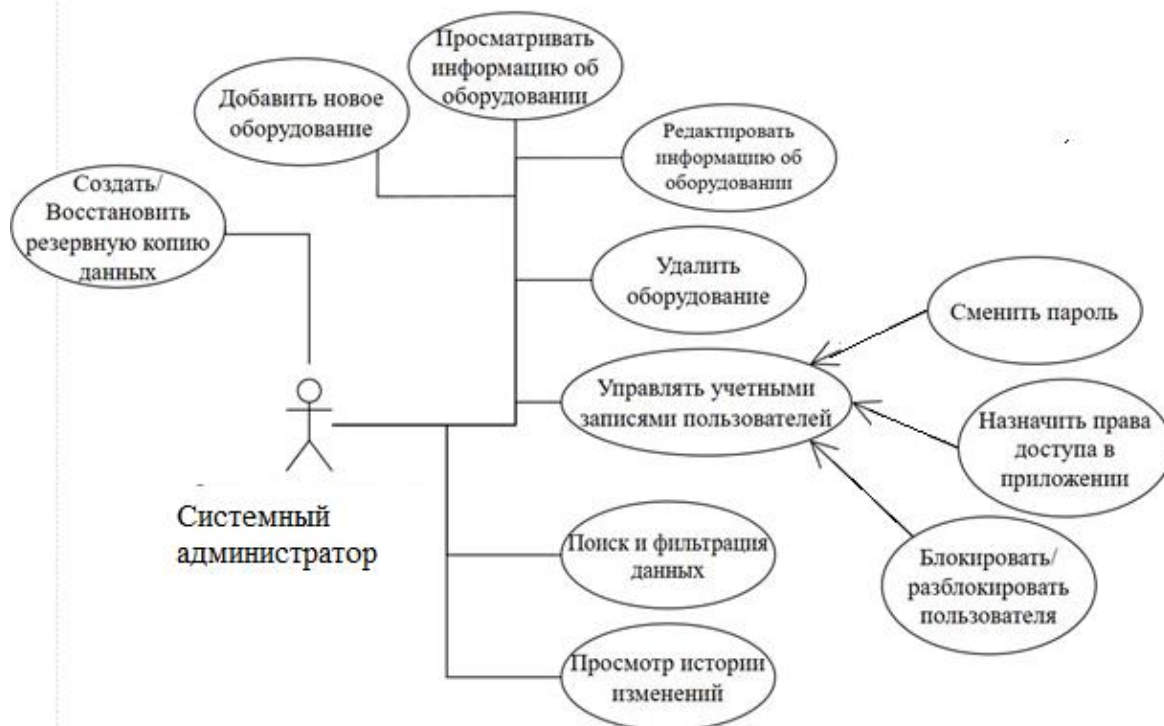 Просматривать
информацию об
оборудовании
Добавить новое
оборудование
Редактировать
информацию об
оборудовании
Создать/
Восстановить
резервную копию
данных
Удалить
оборудование
Сменить пароль
Управлять учетными
записями пользователей
Назначить права
доступа в
приложении
Системный
администратор
Поиск и фильтрация
данных
Блокировать/
разблокировать
пользователя
Просмотр истории
изменений